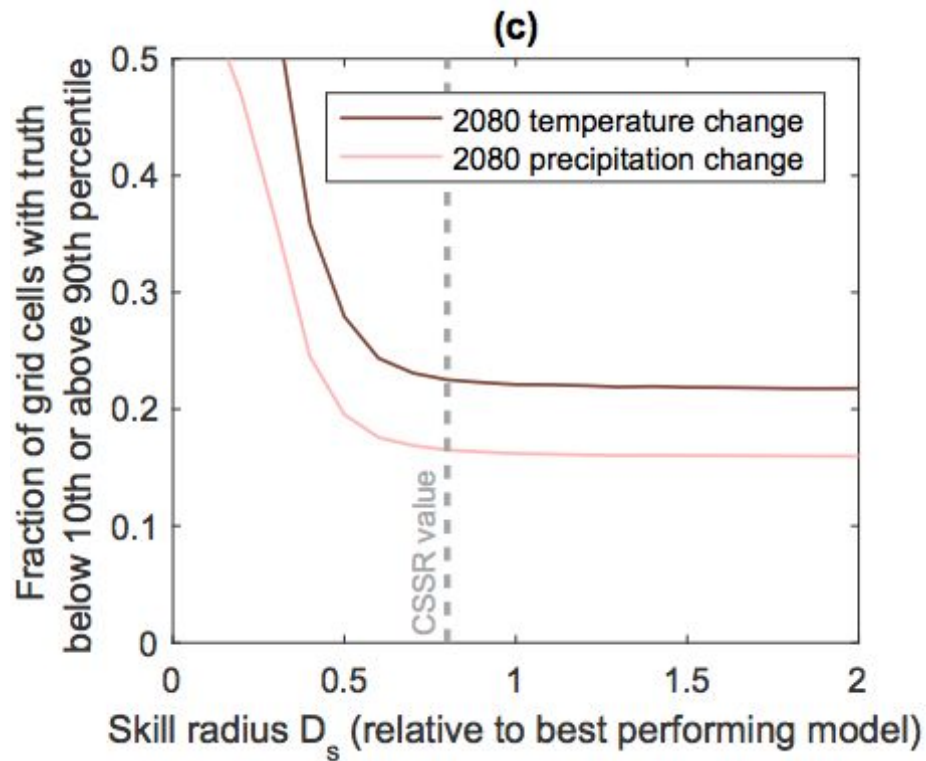 (c)
Fraction of grid cells with truth
below 10th or above 90th percentile
0.5
0.4
0.3
0.2
0.1
0
2080 temperature change
2080 precipitation change
CSSR value
0
0.5
1
1.5
2
Skill radius Ds (relative to best performing model)